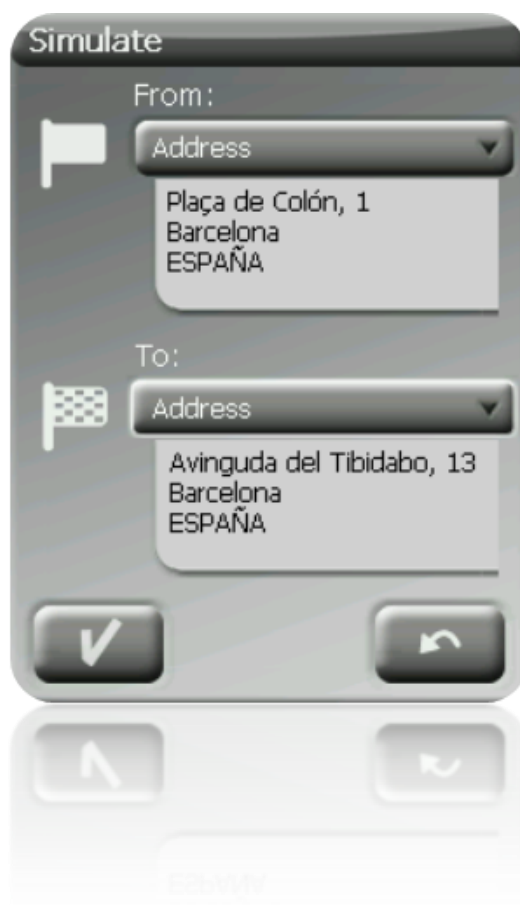 Simulate
From:
Address
Plaça de Colón, 1
Barcelona
ESPAÑA
To:
Address
Avinguda del Tibidabo, 13
Barcelona
ESPAÑA